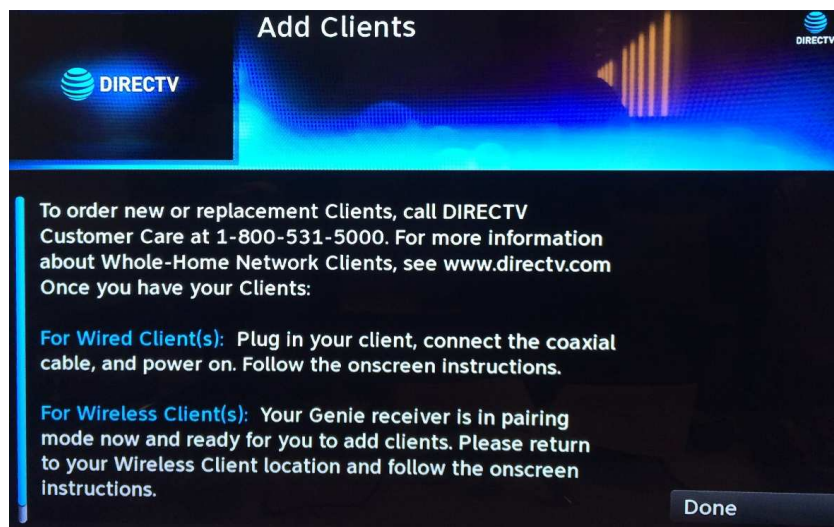 Add Clients
DIRECTV
DIRECTV
To order new or replacement Clients, call DIRECTV
Customer Care at 1-800-531-5000. For more information
about Whole-Home Network Clients, see www.directv.com
Once you have your Clients:
For Wired Client(s): Plug in your client, connect the coaxial
cable, and power on. Follow the onscreen instructions.
For Wireless Client(s): Your Genie receiver is in pairing
mode now and ready for you to add clients. Please return
to your Wireless Client location and follow the onscreen
instructions.
Done